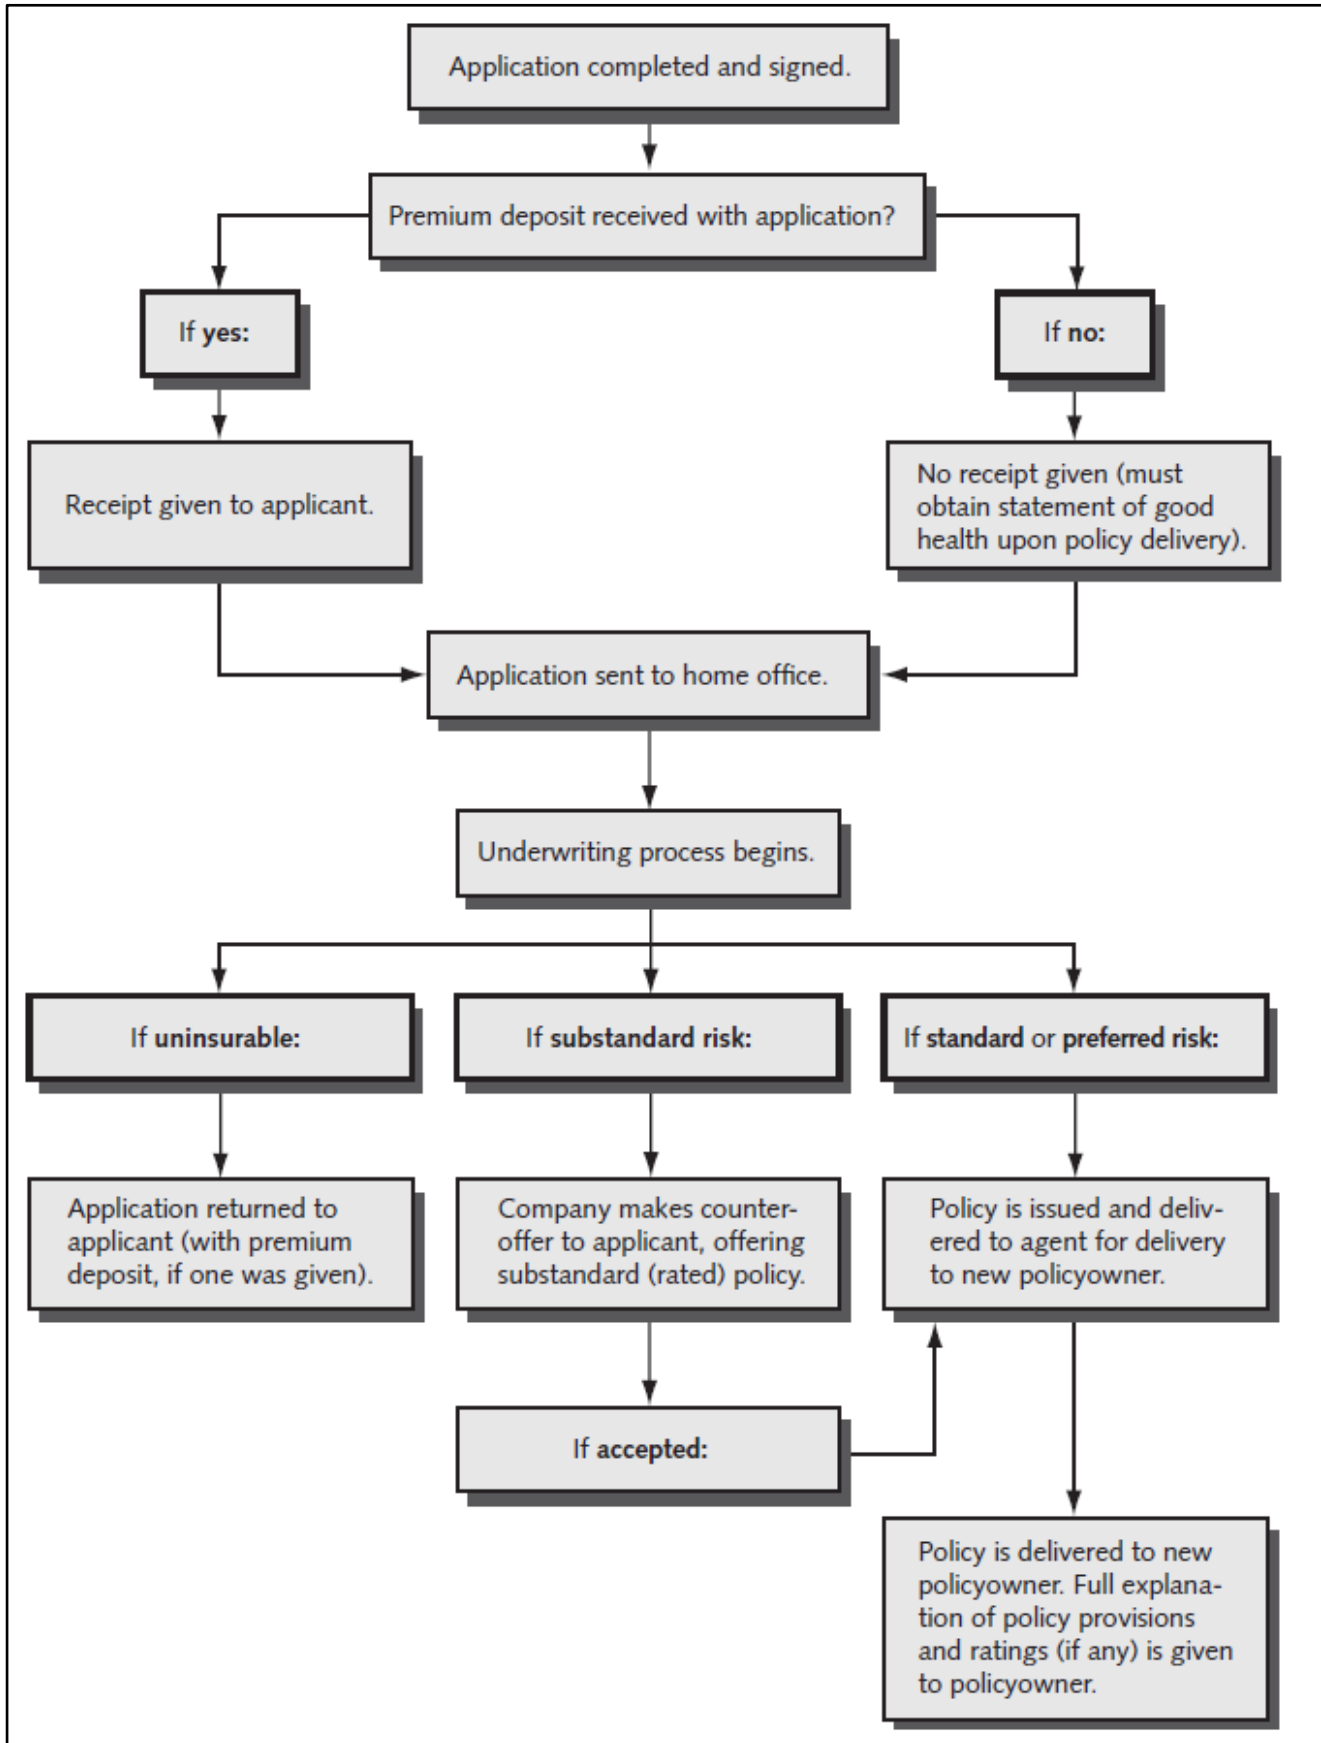 Application completed and signed.
Premium deposit received with application?
If yes:
If no:
Receipt given to applicant.
No receipt given (must
obtain statement of good
health upon policy delivery).
Application sent to home office.
Underwriting process begins.
If uninsurable:
If substandard risk:
If standard or preferred risk:
Application returned to
applicant (with premium
deposit, if one was given).
Company makes counter-
offer to applicant, offering
substandard (rated) policy.
Policy is issued and deliv-
ered to agent for delivery
to new policyowner.
If accepted:
Policy is delivered to new
policyowner. Full explana-
tion of policy provisions
and ratings (if any) is given
to policyowner.